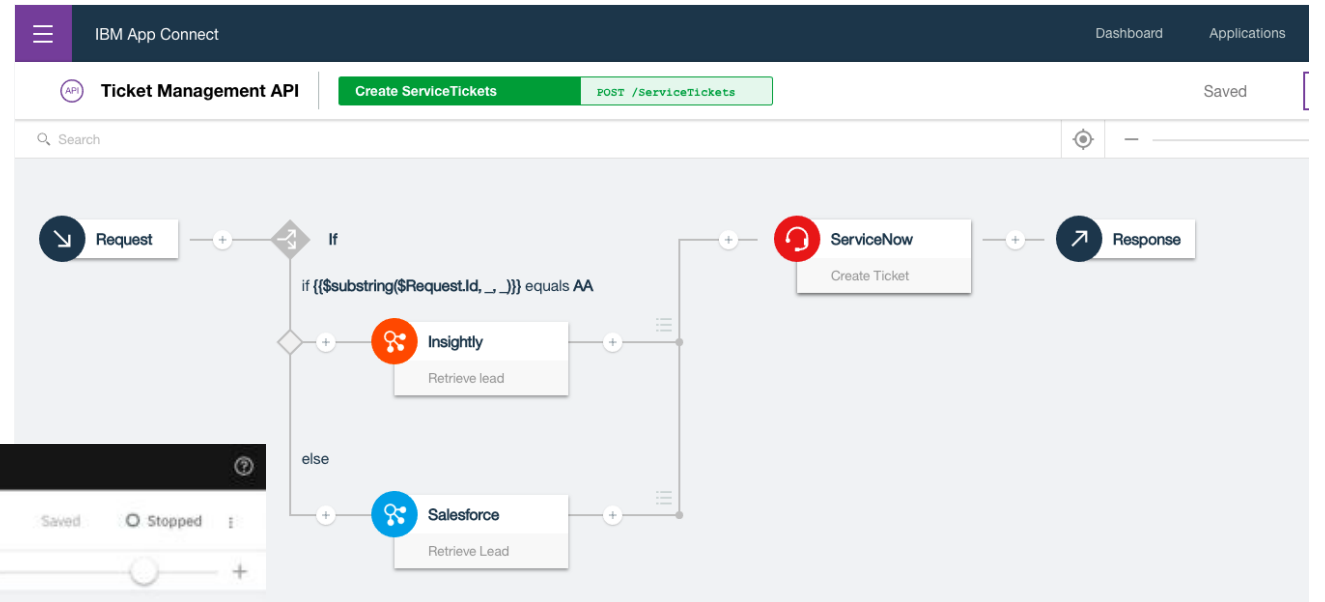 IBM App Connect
Dashboard
Applications
API
Ticket Management API
Create ServiceTickets
POST /ServiceTickets
Saved
Search
Request
If
if {{$substring($Request.Id, _, _)}} equals AA
Insightly
Retrieve lead
else
Salesforce
Retrieve Lead
ServiceNow
Create Ticket
Response
Saved
Stopped